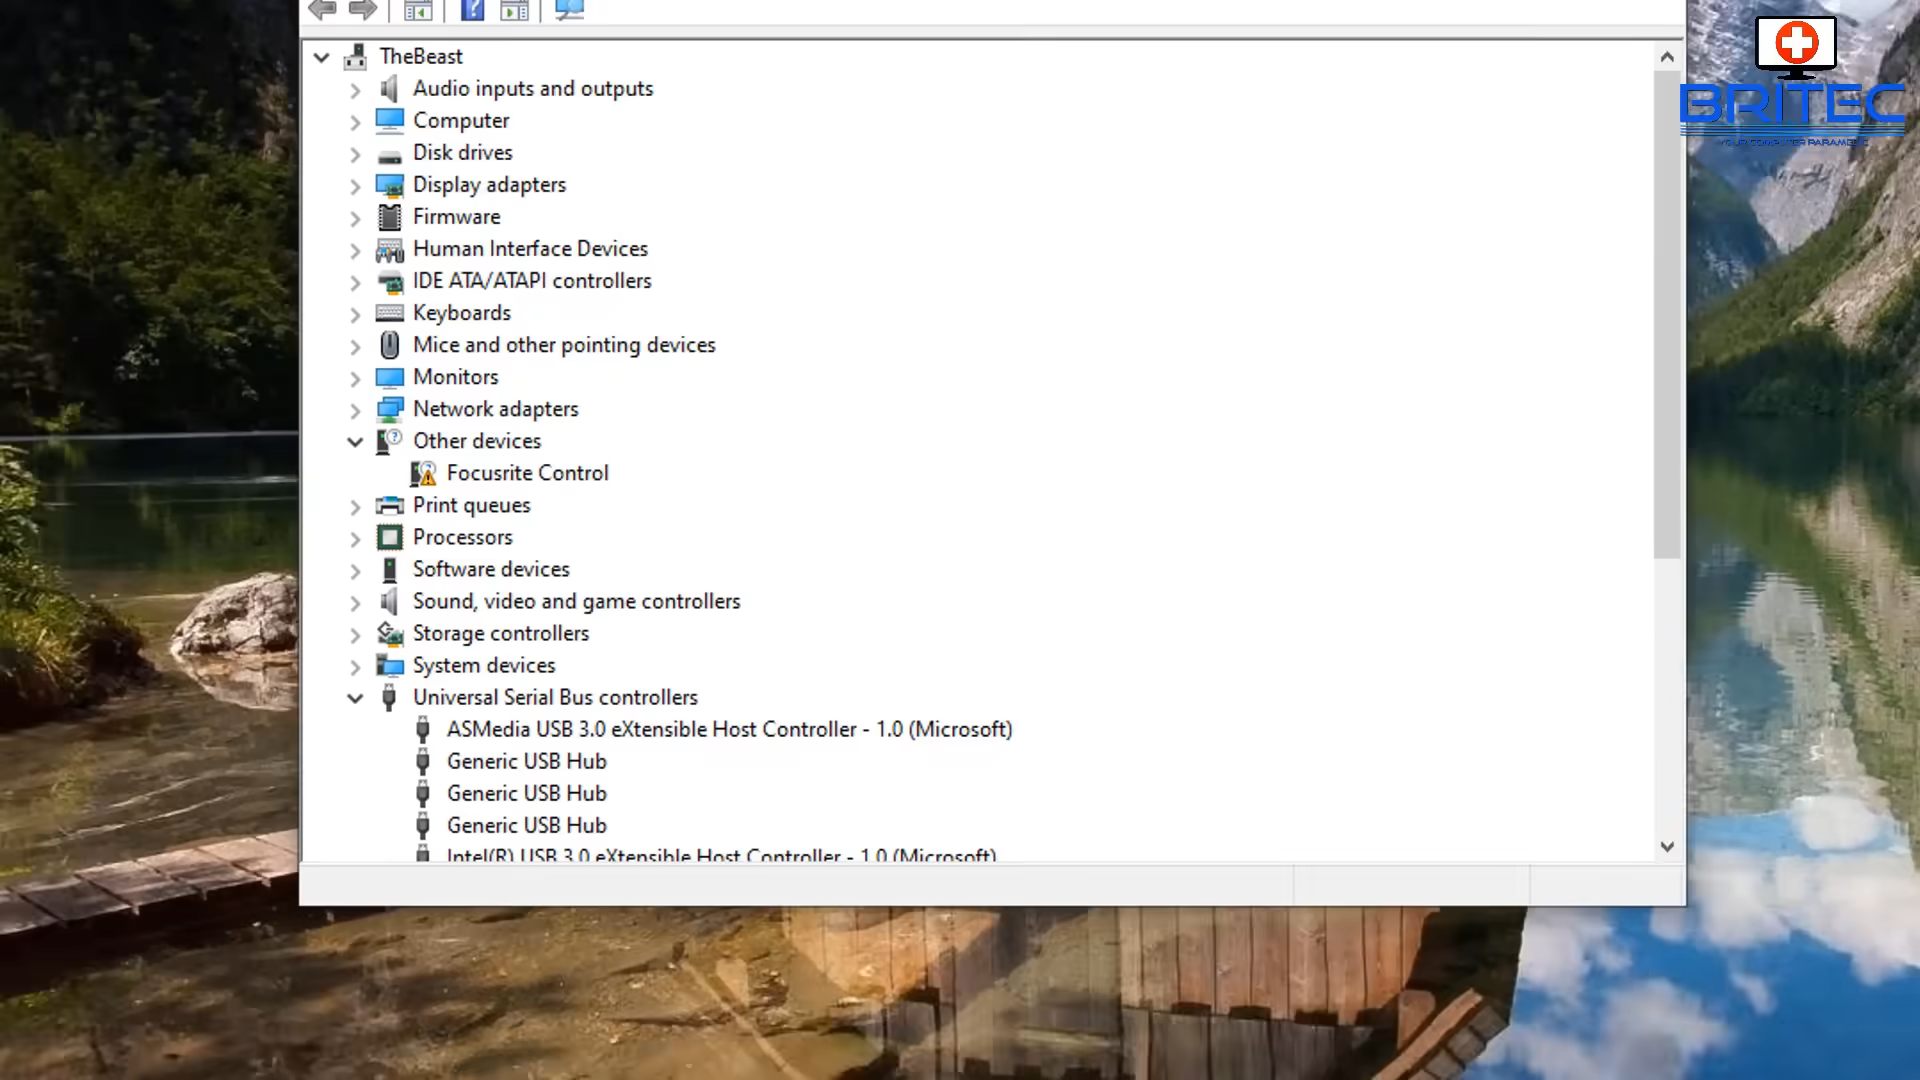 BRITEC
YOUR COMPUTER PARAMEDIC
TheBeast
Audio inputs and outputs
Computer
Disk drives
Display adapters
Firmware
Human Interface Devices
IDE ATA/ATAPI controllers
Keyboards
Mice and other pointing devices
Monitors
Network adapters
Other devices
Focusrite Control
Print queues
Processors
Software devices
Sound, video and game controllers
Storage controllers
System devices
Universal Serial Bus controllers
ASMedia USB 3.0 eXtensible Host Controller - 1.0 (Microsoft)
Generic USB Hub
Generic USB Hub
Generic USB Hub
Intel(R) USB 3.0 eXtensible Host Controller - 1.0 (Microsoft)